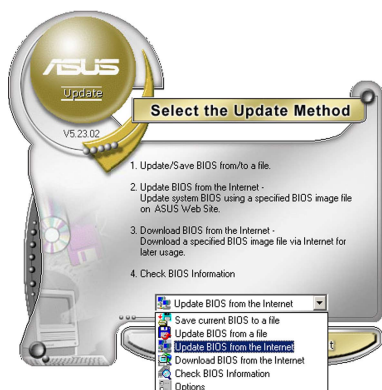 ASUS
Update
V5.23.02
Select the Update Method
1. Update/Save BIOS from/to a file.
2. Update BIOS from the Internet -
Update system BIOS using a specified BIOS image file
on ASUS Web Site.
3. Download BIOS from the Internet -
Download a specified BIOS image file via Internet for
later usage.
4. Check BIOS Information
Update BIOS from the Internet
Save current BIOS to a file
Update BIOS from a file
Update BIOS from the Internet
Download BIOS from the Internet
Check BIOS Information
Options